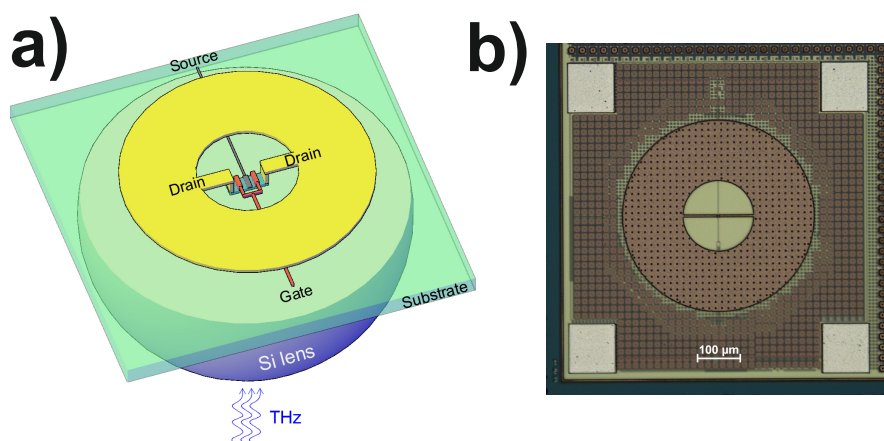 a)
Source
Drain
Drain
Gate
Substrate
Si lens
THz
b)
100 µm